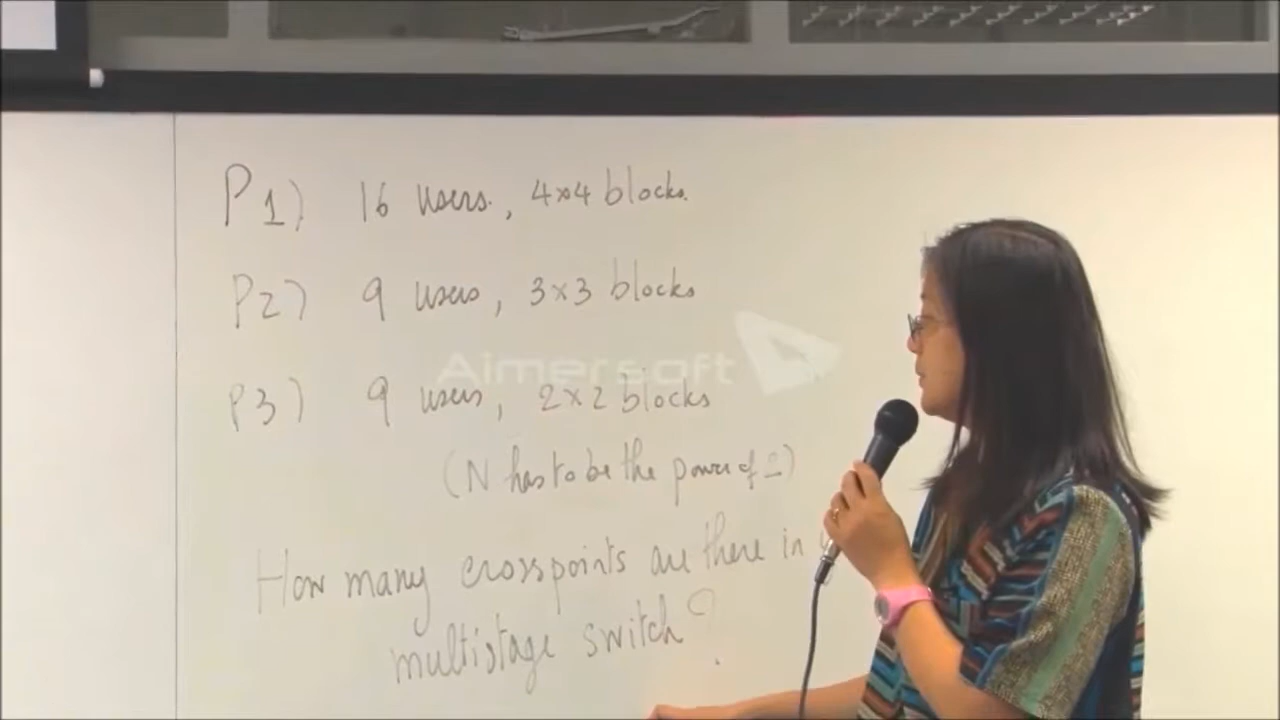 P1) 16 users, 4x4 blocks.
P2) 9 users, 3x3 blocks
Aimersoft
P3) 9 users, 2x2 blocks
(N has to be the power of 2)
How many crosspoints are there in
multistage switch?